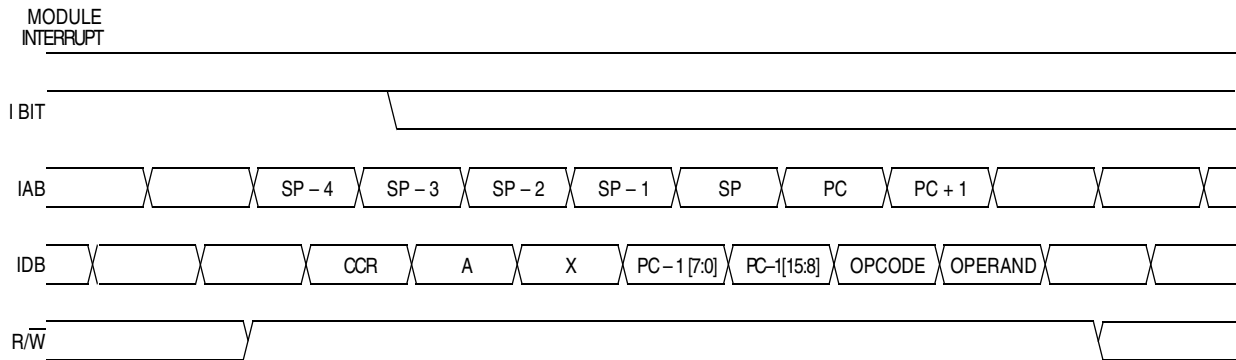 MODULE
INTERRUPT
I BIT
IAB SP – 4 SP – 3 SP – 2 SP – 1 SP PC PC + 1
IDB CCR A X PC – 1 [7:0] PC–1[15:8] OPCODE OPERAND
R/W̅